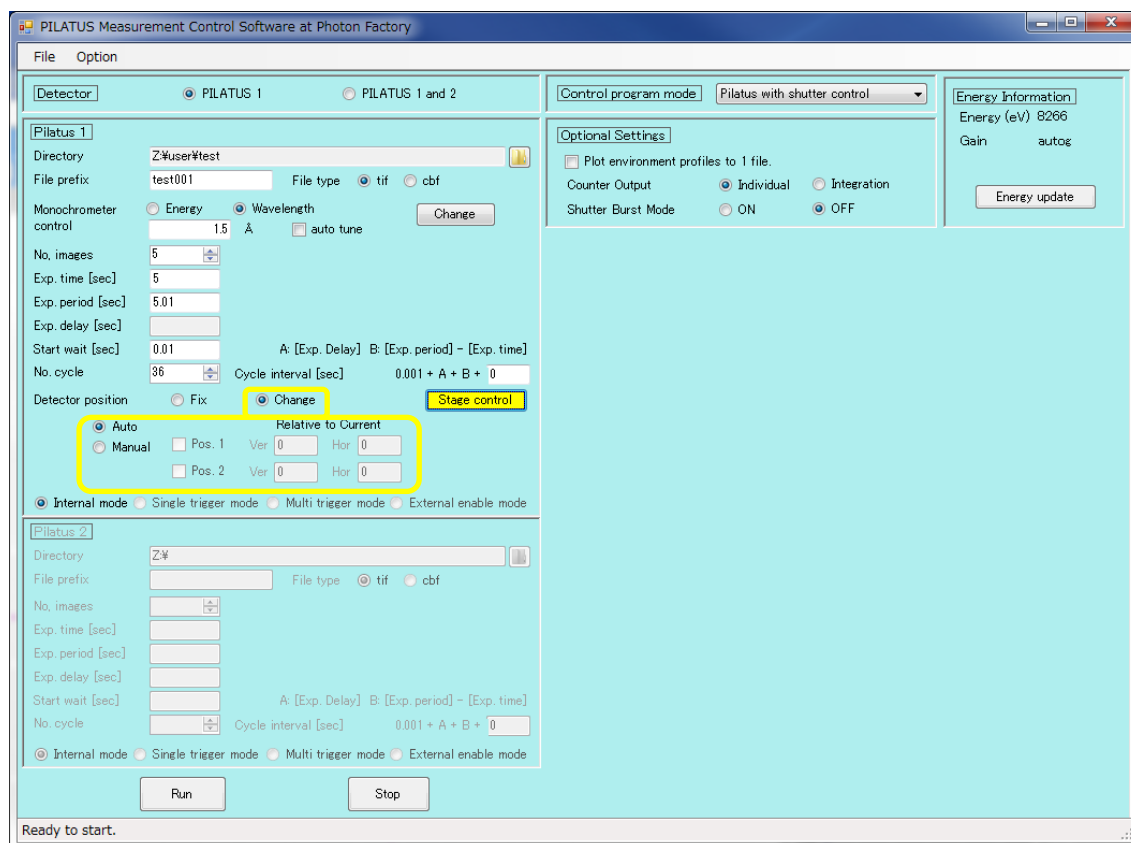 PILATUS Measurement Control Software at Photon Factory
File Option
Detector PILATUS 1 PILATUS 1 and 2
Control program mode Pilatus with shutter control
Energy Information
Energy (eV) 8266
Gain autog
Energy update
Optional Settings
Plot environment profiles to 1 file.
Counter Output Individual Integration
Shutter Burst Mode ON OFF
Pilatus 1
Directory Z:¥user¥test
File prefix test001 File type tif cbf
Monochrometer control Energy Wavelength Change
1.5 Å auto tune
No, images 5
Exp. time [sec] 5
Exp. period [sec] 5.01
Exp. delay [sec]
Start wait [sec] 0.01 A: [Exp. Delay] B: [Exp. period] - [Exp. time]
No. cycle 36 Cycle interval [sec] 0.001 + A + B + 0
Detector position Fix Change Stage control
Auto Relative to Current
Manual Pos. 1 Ver 0 Hor 0
Pos. 2 Ver 0 Hor 0
Internal mode Single trigger mode Multi trigger mode External enable mode
Pilatus 2
Directory Z:¥
File prefix File type tif cbf
No, images
Exp. time [sec]
Exp. period [sec]
Exp. delay [sec]
Start wait [sec] A: [Exp. Delay] B: [Exp. period] - [Exp. time]
No. cycle Cycle interval [sec] 0.001 + A + B + 0
Internal mode Single trigger mode Multi trigger mode External enable mode
Run Stop
Ready to start.